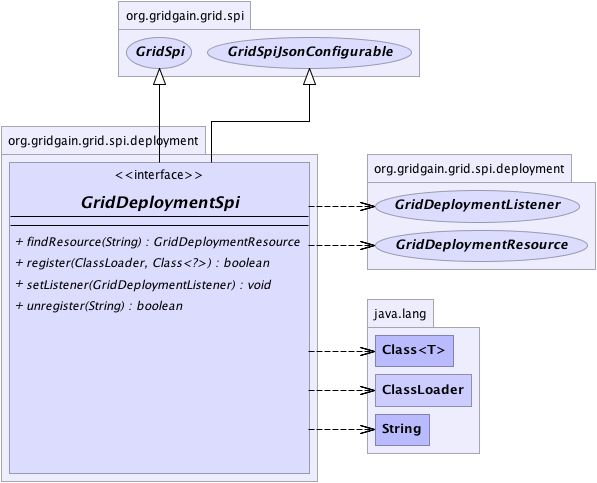 org.gridgain.grid.spi
GridSpi
GridSpiJsonConfigurable
org.gridgain.grid.spi.deployment
<<interface>>
GridDeploymentSpi
+ findResource(String) : GridDeploymentResource
+ register(ClassLoader, Class<?>) : boolean
+ setListener(GridDeploymentListener) : void
+ unregister(String) : boolean
org.gridgain.grid.spi.deployment
GridDeploymentListener
GridDeploymentResource
java.lang
Class<T>
ClassLoader
String